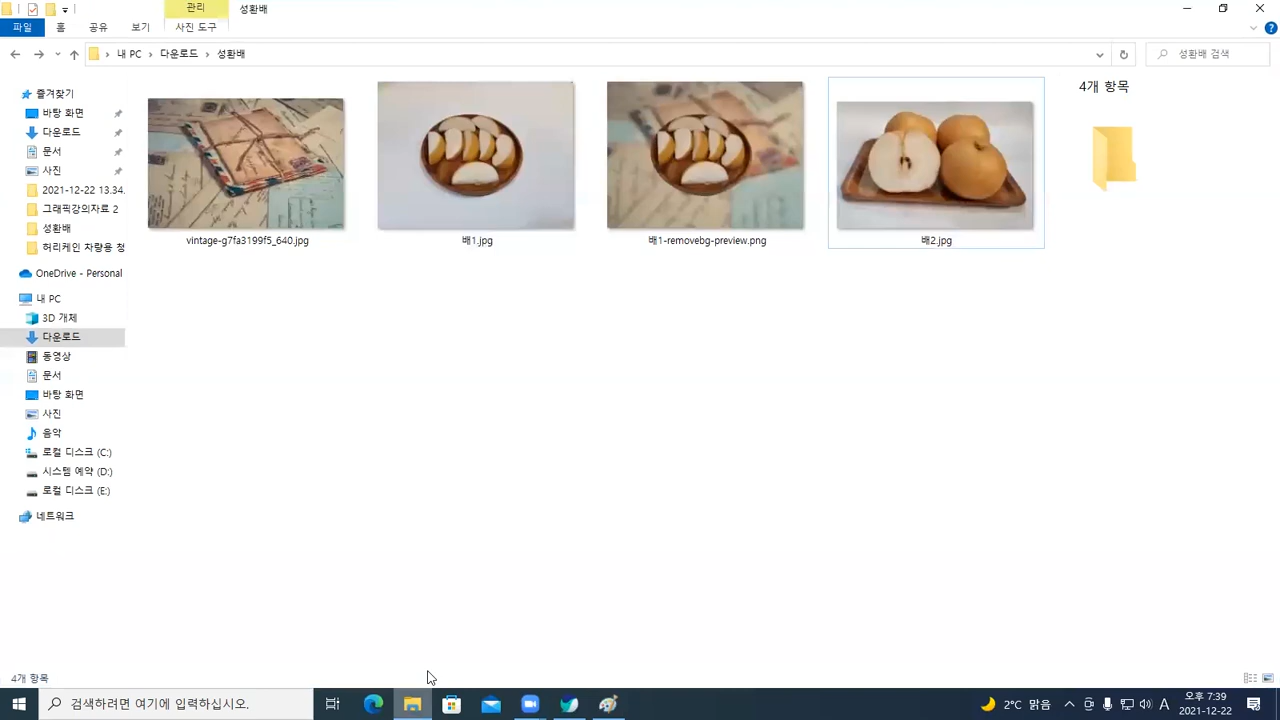 관리
성환배
파일
홈
공유
보기
사진 도구
내 PC
다운로드
성환배
성환배 검색
즐겨찾기
바탕 화면
다운로드
문서
사진
2021-12-22 13.34.
그래픽강의자료 2
성환배
허리케인 차량용 청
OneDrive - Personal
내 PC
3D 개체
다운로드
동영상
문서
바탕 화면
사진
음악
로컬 디스크 (C:)
시스템 예약 (D:)
로컬 디스크 (E:)
네트워크
vintage-g7fa3199f5_640.jpg
배1.jpg
배1-removebg-preview.png
배2.jpg
4개 항목
4개 항목
검색하려면 여기에 입력하십시오.
2°C 맑음
A
오후 7:39
2021-12-22